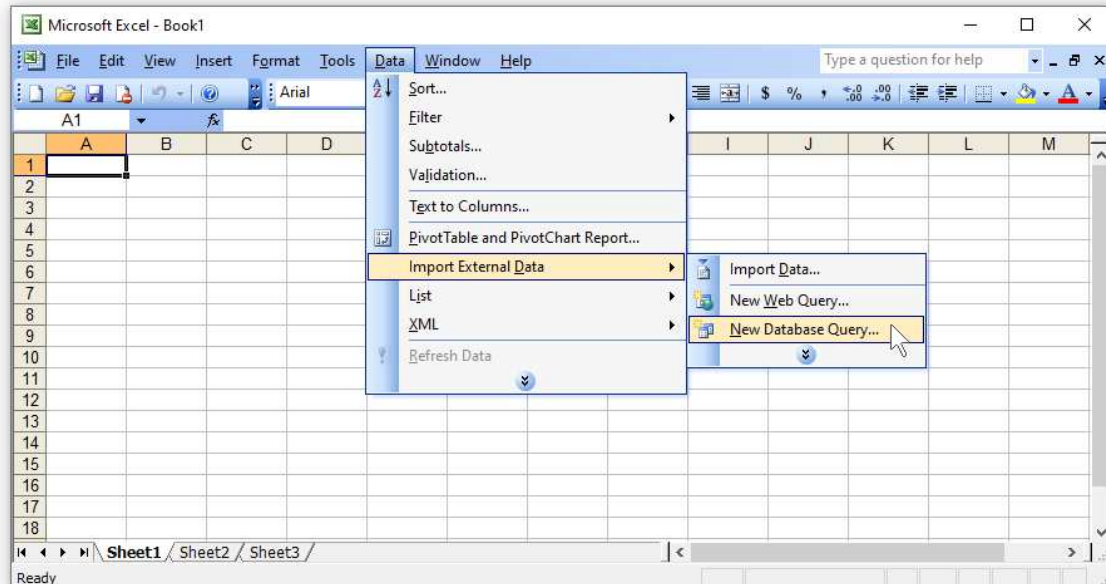 Microsoft Excel - Book1
File Edit View Insert Format Tools Data Window Help Type a question for help
Arial $ % , .00 .00 A
A1 fx
A B C D I J K L M
Sort...
Filter
Subtotals...
Validation...
Text to Columns...
PivotTable and PivotChart Report...
Import External Data
List
XML
Refresh Data
Import Data...
New Web Query...
New Database Query...
1
2
3
4
5
6
7
8
9
10
11
12
13
14
15
16
17
18
Sheet1 / Sheet2 / Sheet3 /
Ready